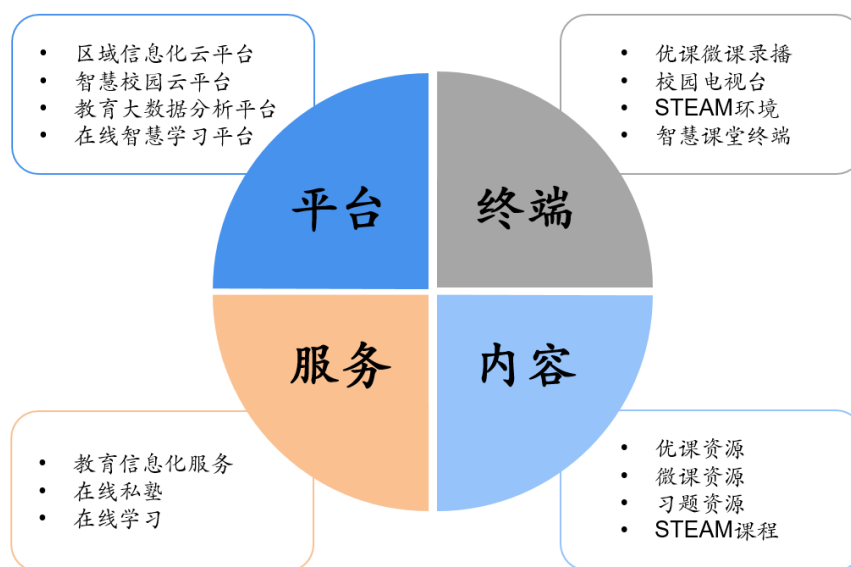 区域信息化云平台
智慧校园云平台
教育大数据分析平台
在线智慧学习平台
优课微课录播
校园电视台
STEAM环境
智慧课堂终端
平台
终端
服务
内容
教育信息化服务
在线私塾
在线学习
优课资源
微课资源
习题资源
STEAM课程